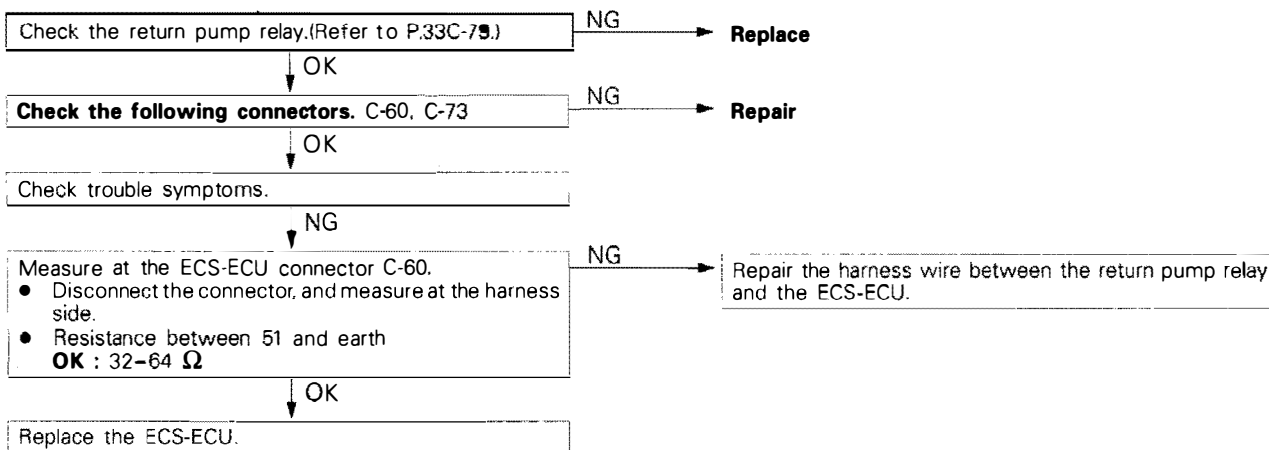 Check the return pump relay.(Refer to P.33C-79.) NG Replace
OK
Check the following connectors. C-60, C-73 NG Repair
OK
Check trouble symptoms.
NG
Measure at the ECS-ECU connector C-60. NG
● Disconnect the connector, and measure at the harness
side.
● Resistance between 51 and earth
OK : 32–64 Ω
Repair the harness wire between the return pump relay
and the ECS-ECU.
OK
Replace the ECS-ECU.